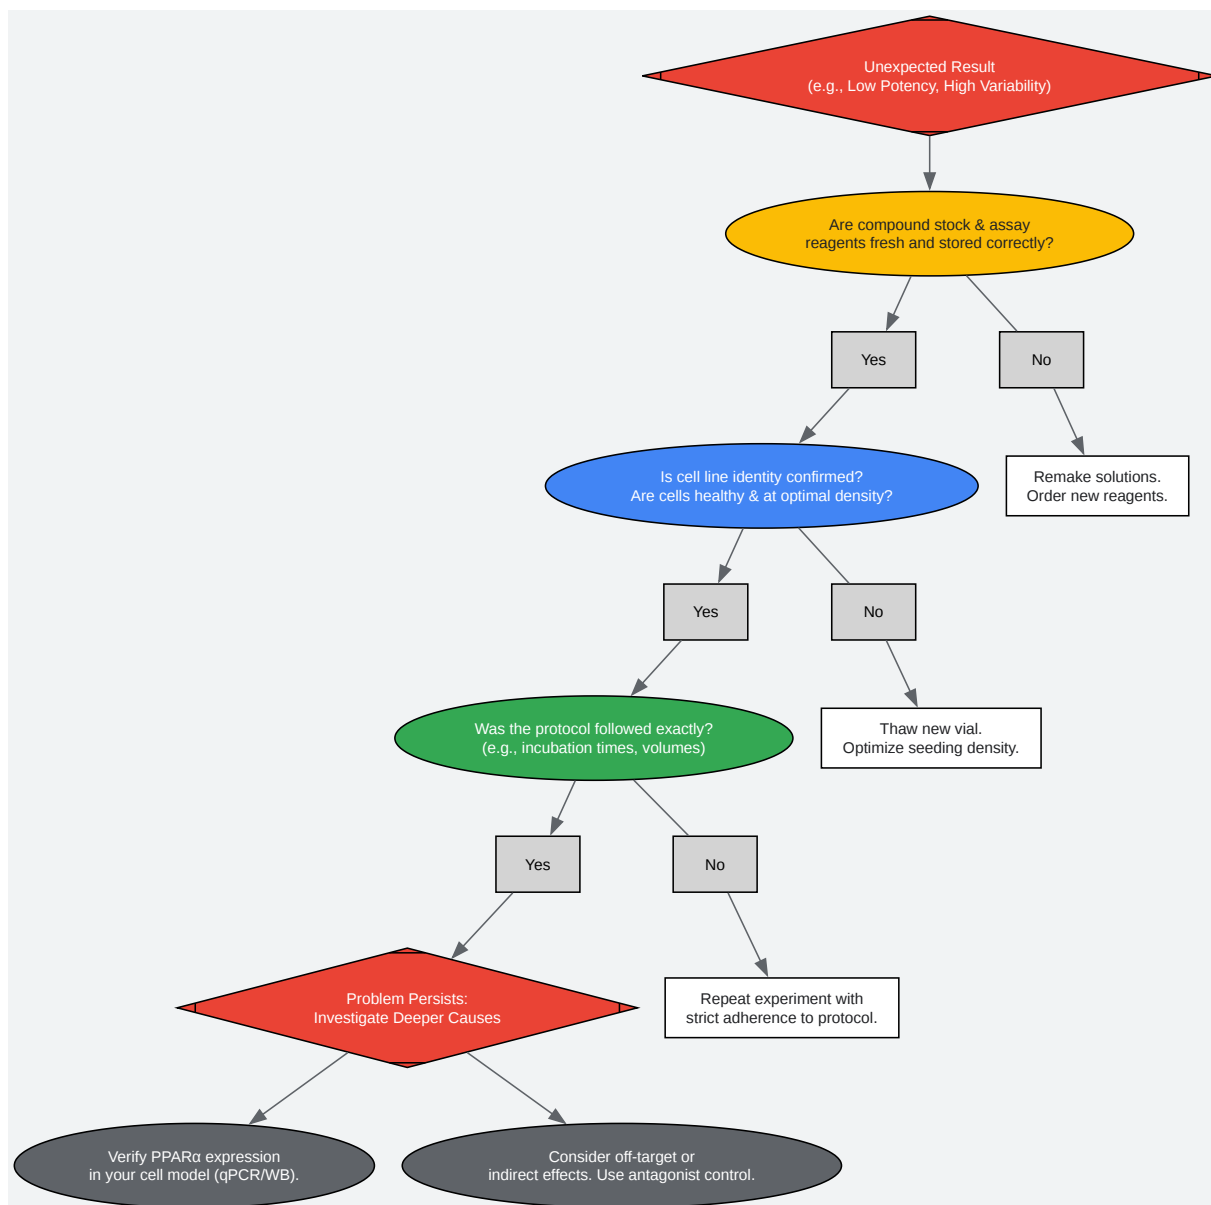 Unexpected Result
(e.g., Low Potency, High Variability)
Are compound stock & assay
reagents fresh and stored correctly?
Yes
No
Is cell line identity confirmed?
Are cells healthy & at optimal density?
Remake solutions.
Order new reagents.
Yes
No
Was the protocol followed exactly?
(e.g., incubation times, volumes)
Thaw new vial.
Optimize seeding density.
Yes
No
Problem Persists:
Investigate Deeper Causes
Repeat experiment with
strict adherence to protocol.
Verify PPARα expression
in your cell model (qPCR/WB).
Consider off-target or
indirect effects. Use antagonist control.